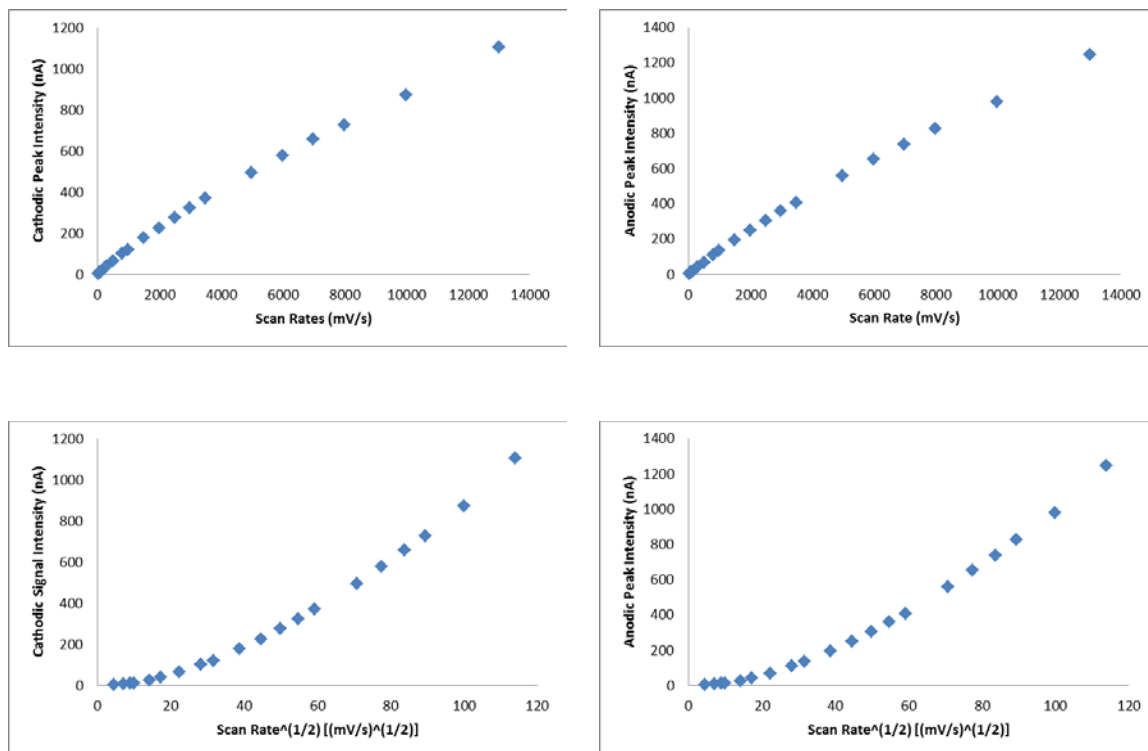 Cathodic Peak Intensity (nA)
1200
1000
800
600
400
200
0
0 2000 4000 6000 8000 10000 12000 14000
Scan Rates (mV/s)
Anodic Peak Intensity (nA)
1400
1200
1000
800
600
400
200
0
0 2000 4000 6000 8000 10000 12000 14000
Scan Rate (mV/s)
Cathodic Signal Intensity (nA)
1200
1000
800
600
400
200
0
0 20 40 60 80 100 120
Scan Rate^(1/2) [(mV/s)^(1/2)]
Anodic Peak Intensity (nA)
1400
1200
1000
800
600
400
200
0
0 20 40 60 80 100 120
Scan Rate^(1/2) [(mV/s)^(1/2)]